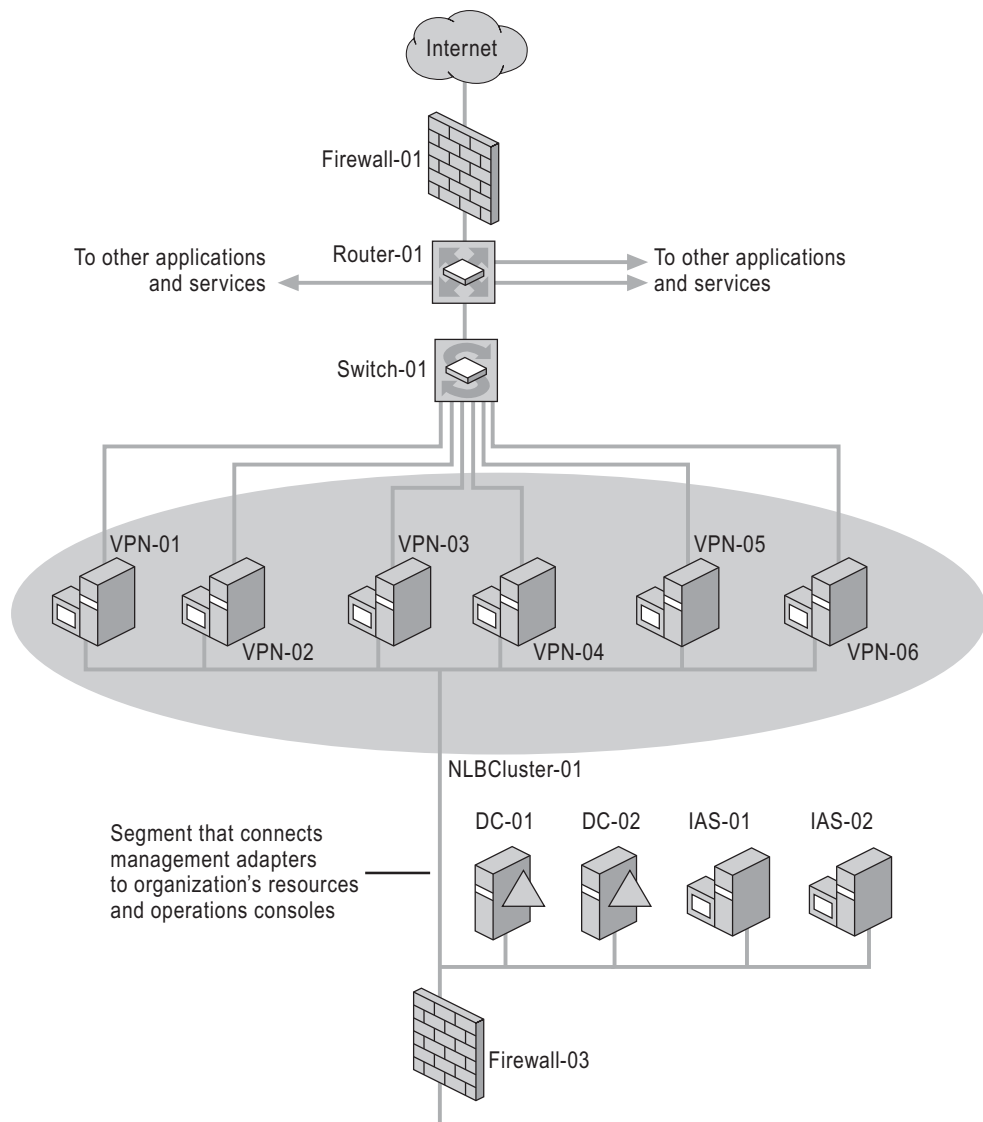 Internet
Firewall-01
Router-01
To other applications
and services
To other applications
and services
Switch-01
VPN-01
VPN-03
VPN-05
VPN-02
VPN-04
VPN-06
NLBCluster-01
DC-01
DC-02
IAS-01
IAS-02
Segment that connects
management adapters
to organization's resources
and operations consoles
Firewall-03